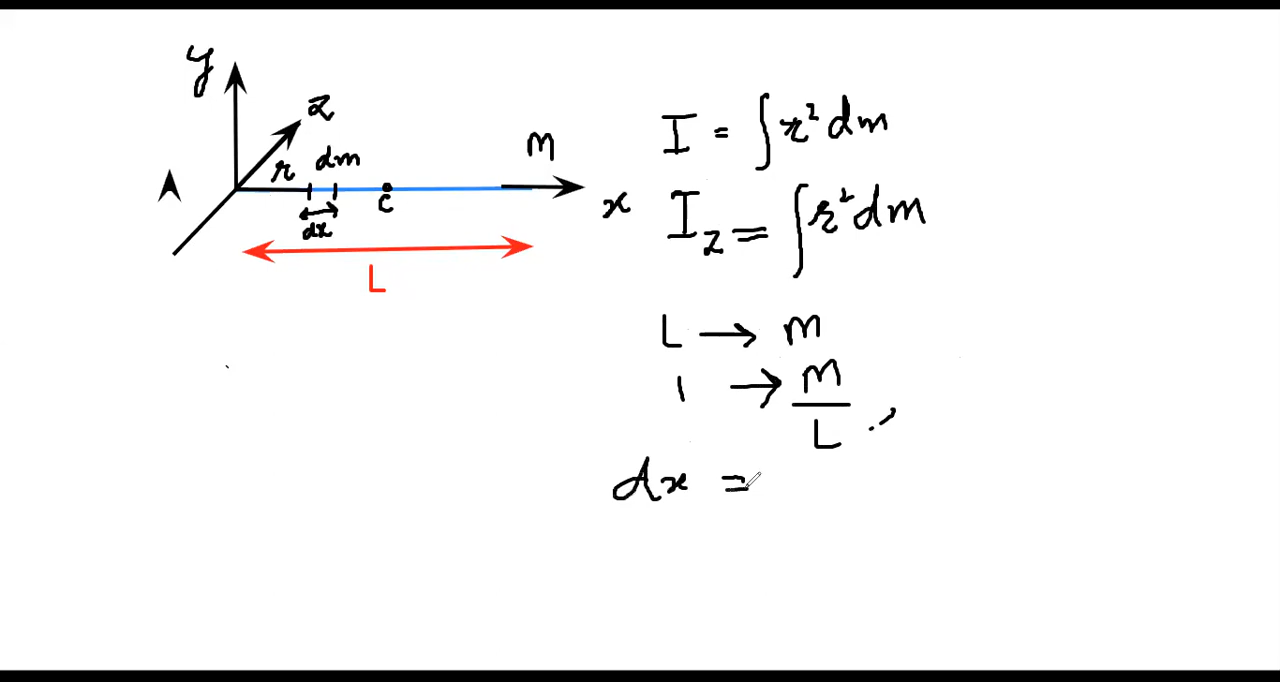 y
z
r dm
M
A
c
x
dx
L
I = ∫r²dm
I_z = ∫r²dm
L → M
1 → M/L
dx =